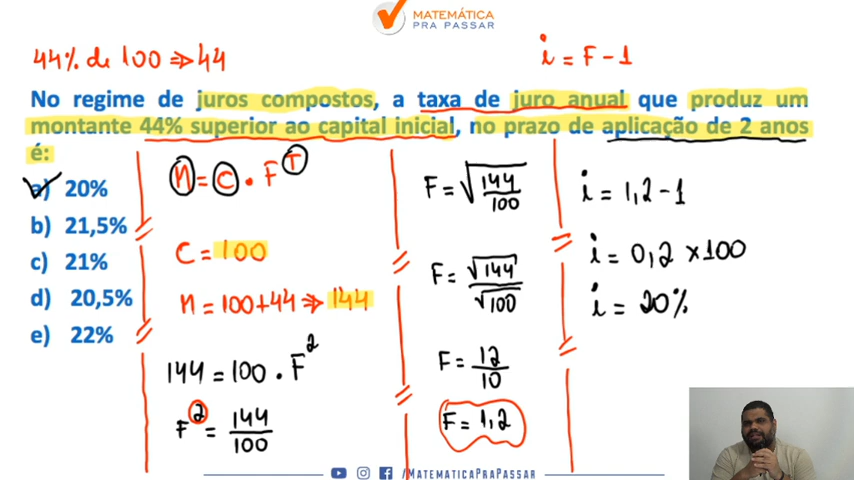 MATEMÁTICA
PRA PASSAR
44% de 100 ⇒ 44
i = F - 1
No regime de juros compostos, a taxa de juro anual que produz um
montante 44% superior ao capital inicial, no prazo de aplicação de 2 anos
é:
a) 20%
b) 21,5%
c) 21%
d) 20,5%
e) 22%
M = C . F^T
C = 100
M = 100+44 ⇒ 144
144 = 100 . F^2
F^2 = 144/100
F = √(144/100)
F = √144/√100
F = 12/10
F = 1,2
i = 1,2 - 1
i = 0,2 × 100
i = 20%
/MATEMATICAPRAPASSAR